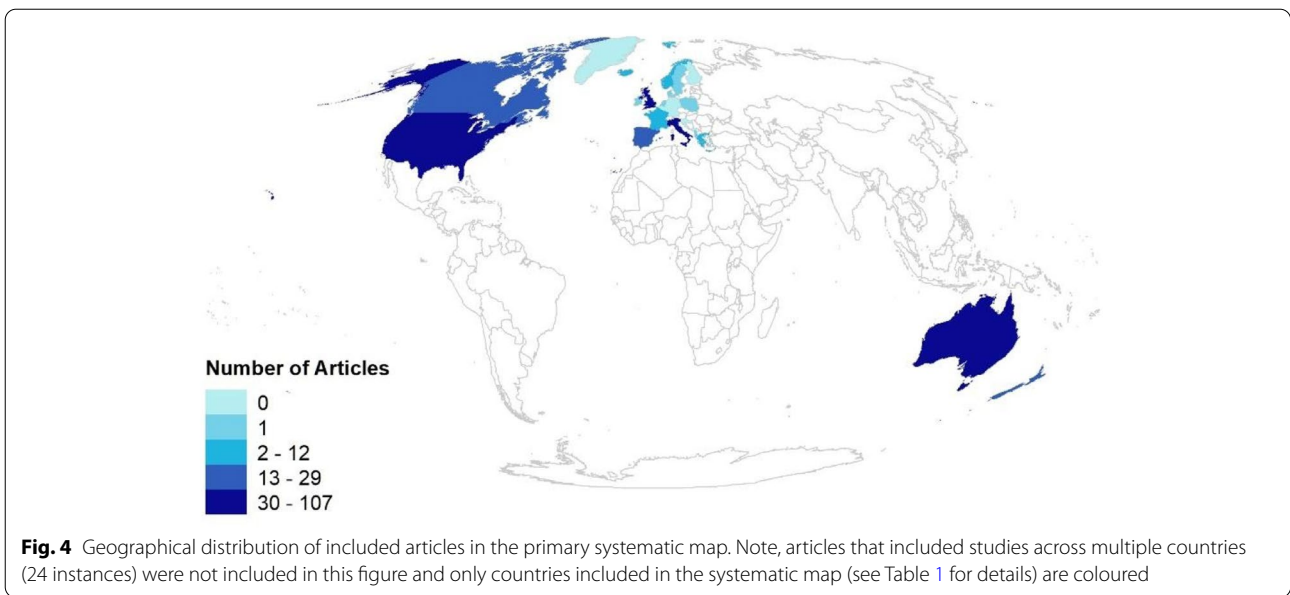 Number of Articles
0
1
2 - 12
13 - 29
30 - 107
Fig. 4 Geographical distribution of included articles in the primary systematic map. Note, articles that included studies across multiple countries
(24 instances) were not included in this figure and only countries included in the systematic map (see Table 1 for details) are coloured